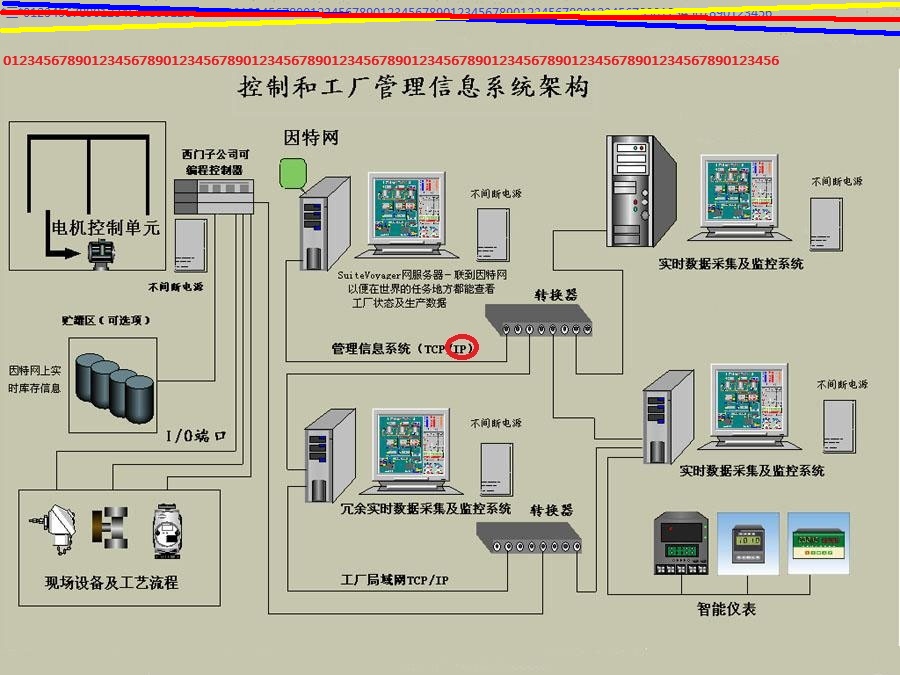 01234567890123456789012345678901234567890123456789012345678901234567890123456789012345678901234567890123456
控制和工厂管理信息系统架构
因特网
西门子公司可
编程控制器
不间断电源
不间断电源
电机控制单元
实时数据采集及监控系统
SuiteVoyager网服务器－联到因特网
以便在世界的任务地方都能查看
工厂状态及生产数据
不间断电源
转换器
贮罐区(可选项)
管理信息系统(TCP/IP)
因特网上实
时库存信息
不间断电源
不间断电源
I/O端口
实时数据采集及监控系统
冗余实时数据采集及监控系统
转换器
现场设备及工艺流程
工厂局域网TCP/IP
智能仪表